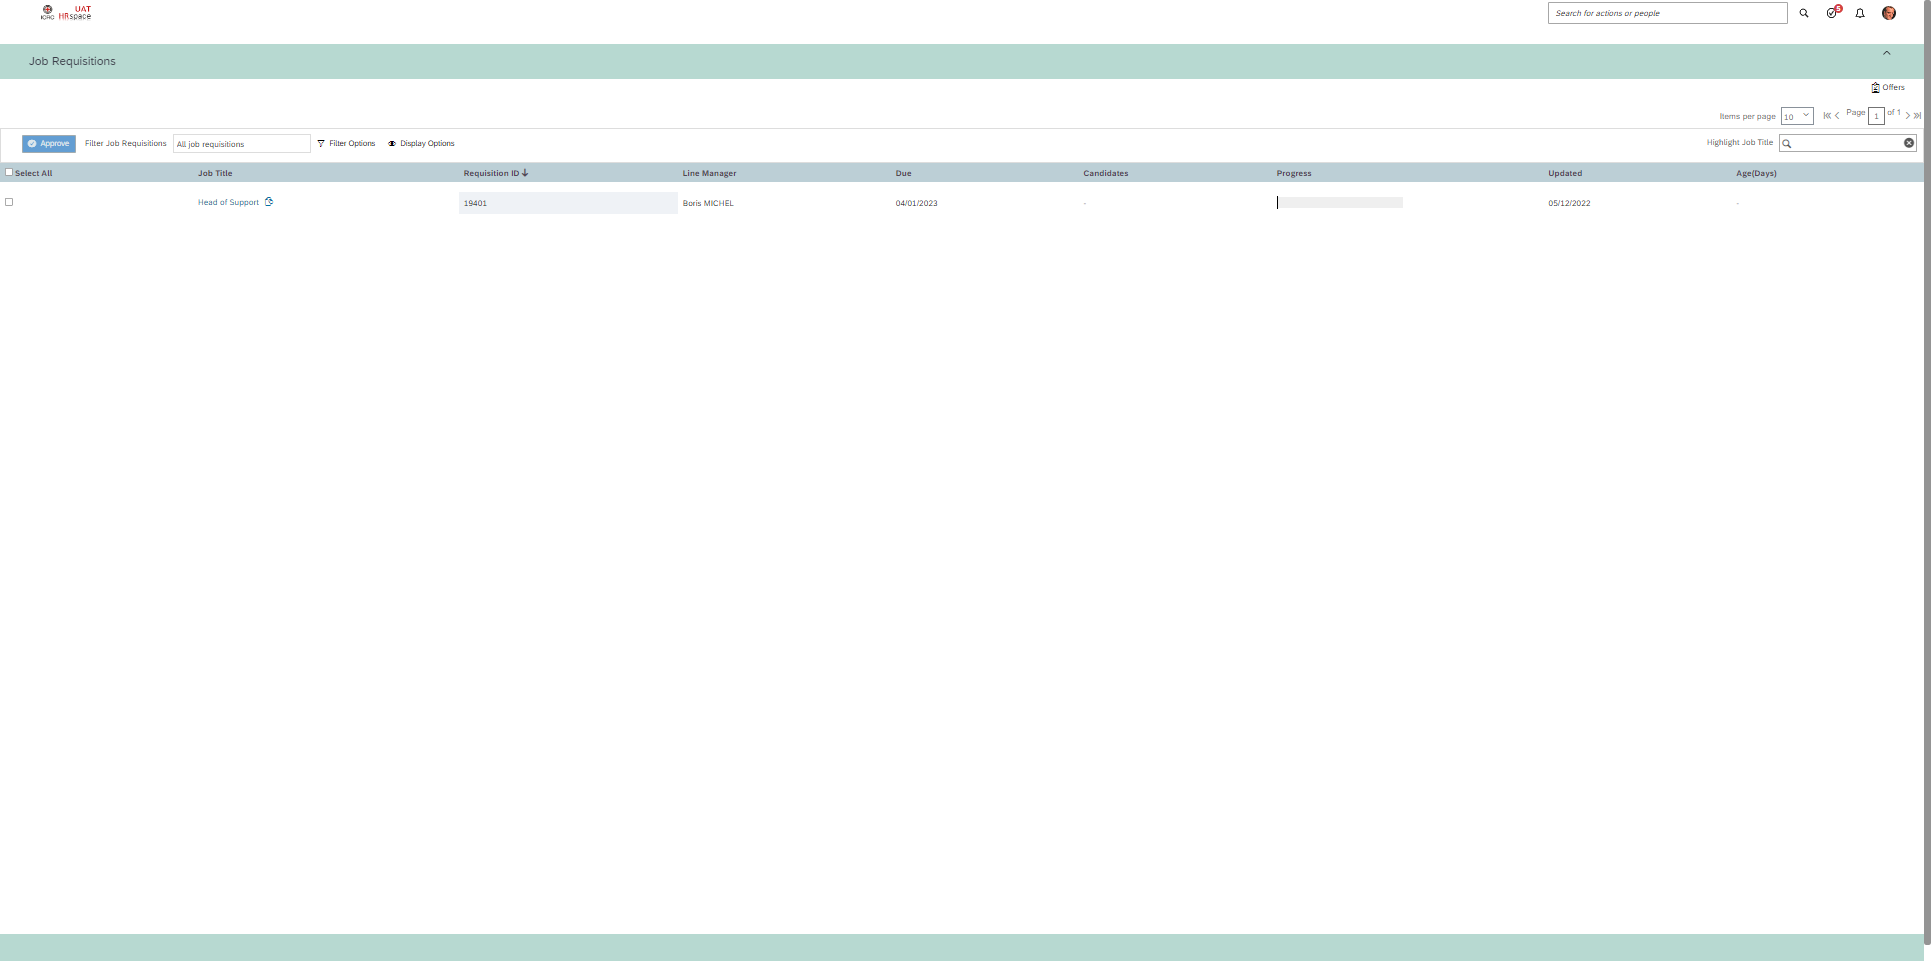 UAT
ICRC HRspace
Search for actions or people
5
Job Requisitions
Offers
Items per page 10 Page 1 of 1
Approve Filter Job Requisitions All job requisitions Filter Options Display Options Highlight Job Title
Select All Job Title Requisition ID Line Manager Due Candidates Progress Updated Age(Days)
Head of Support 19401 Boris MICHEL 04/01/2023 - 05/12/2022 -